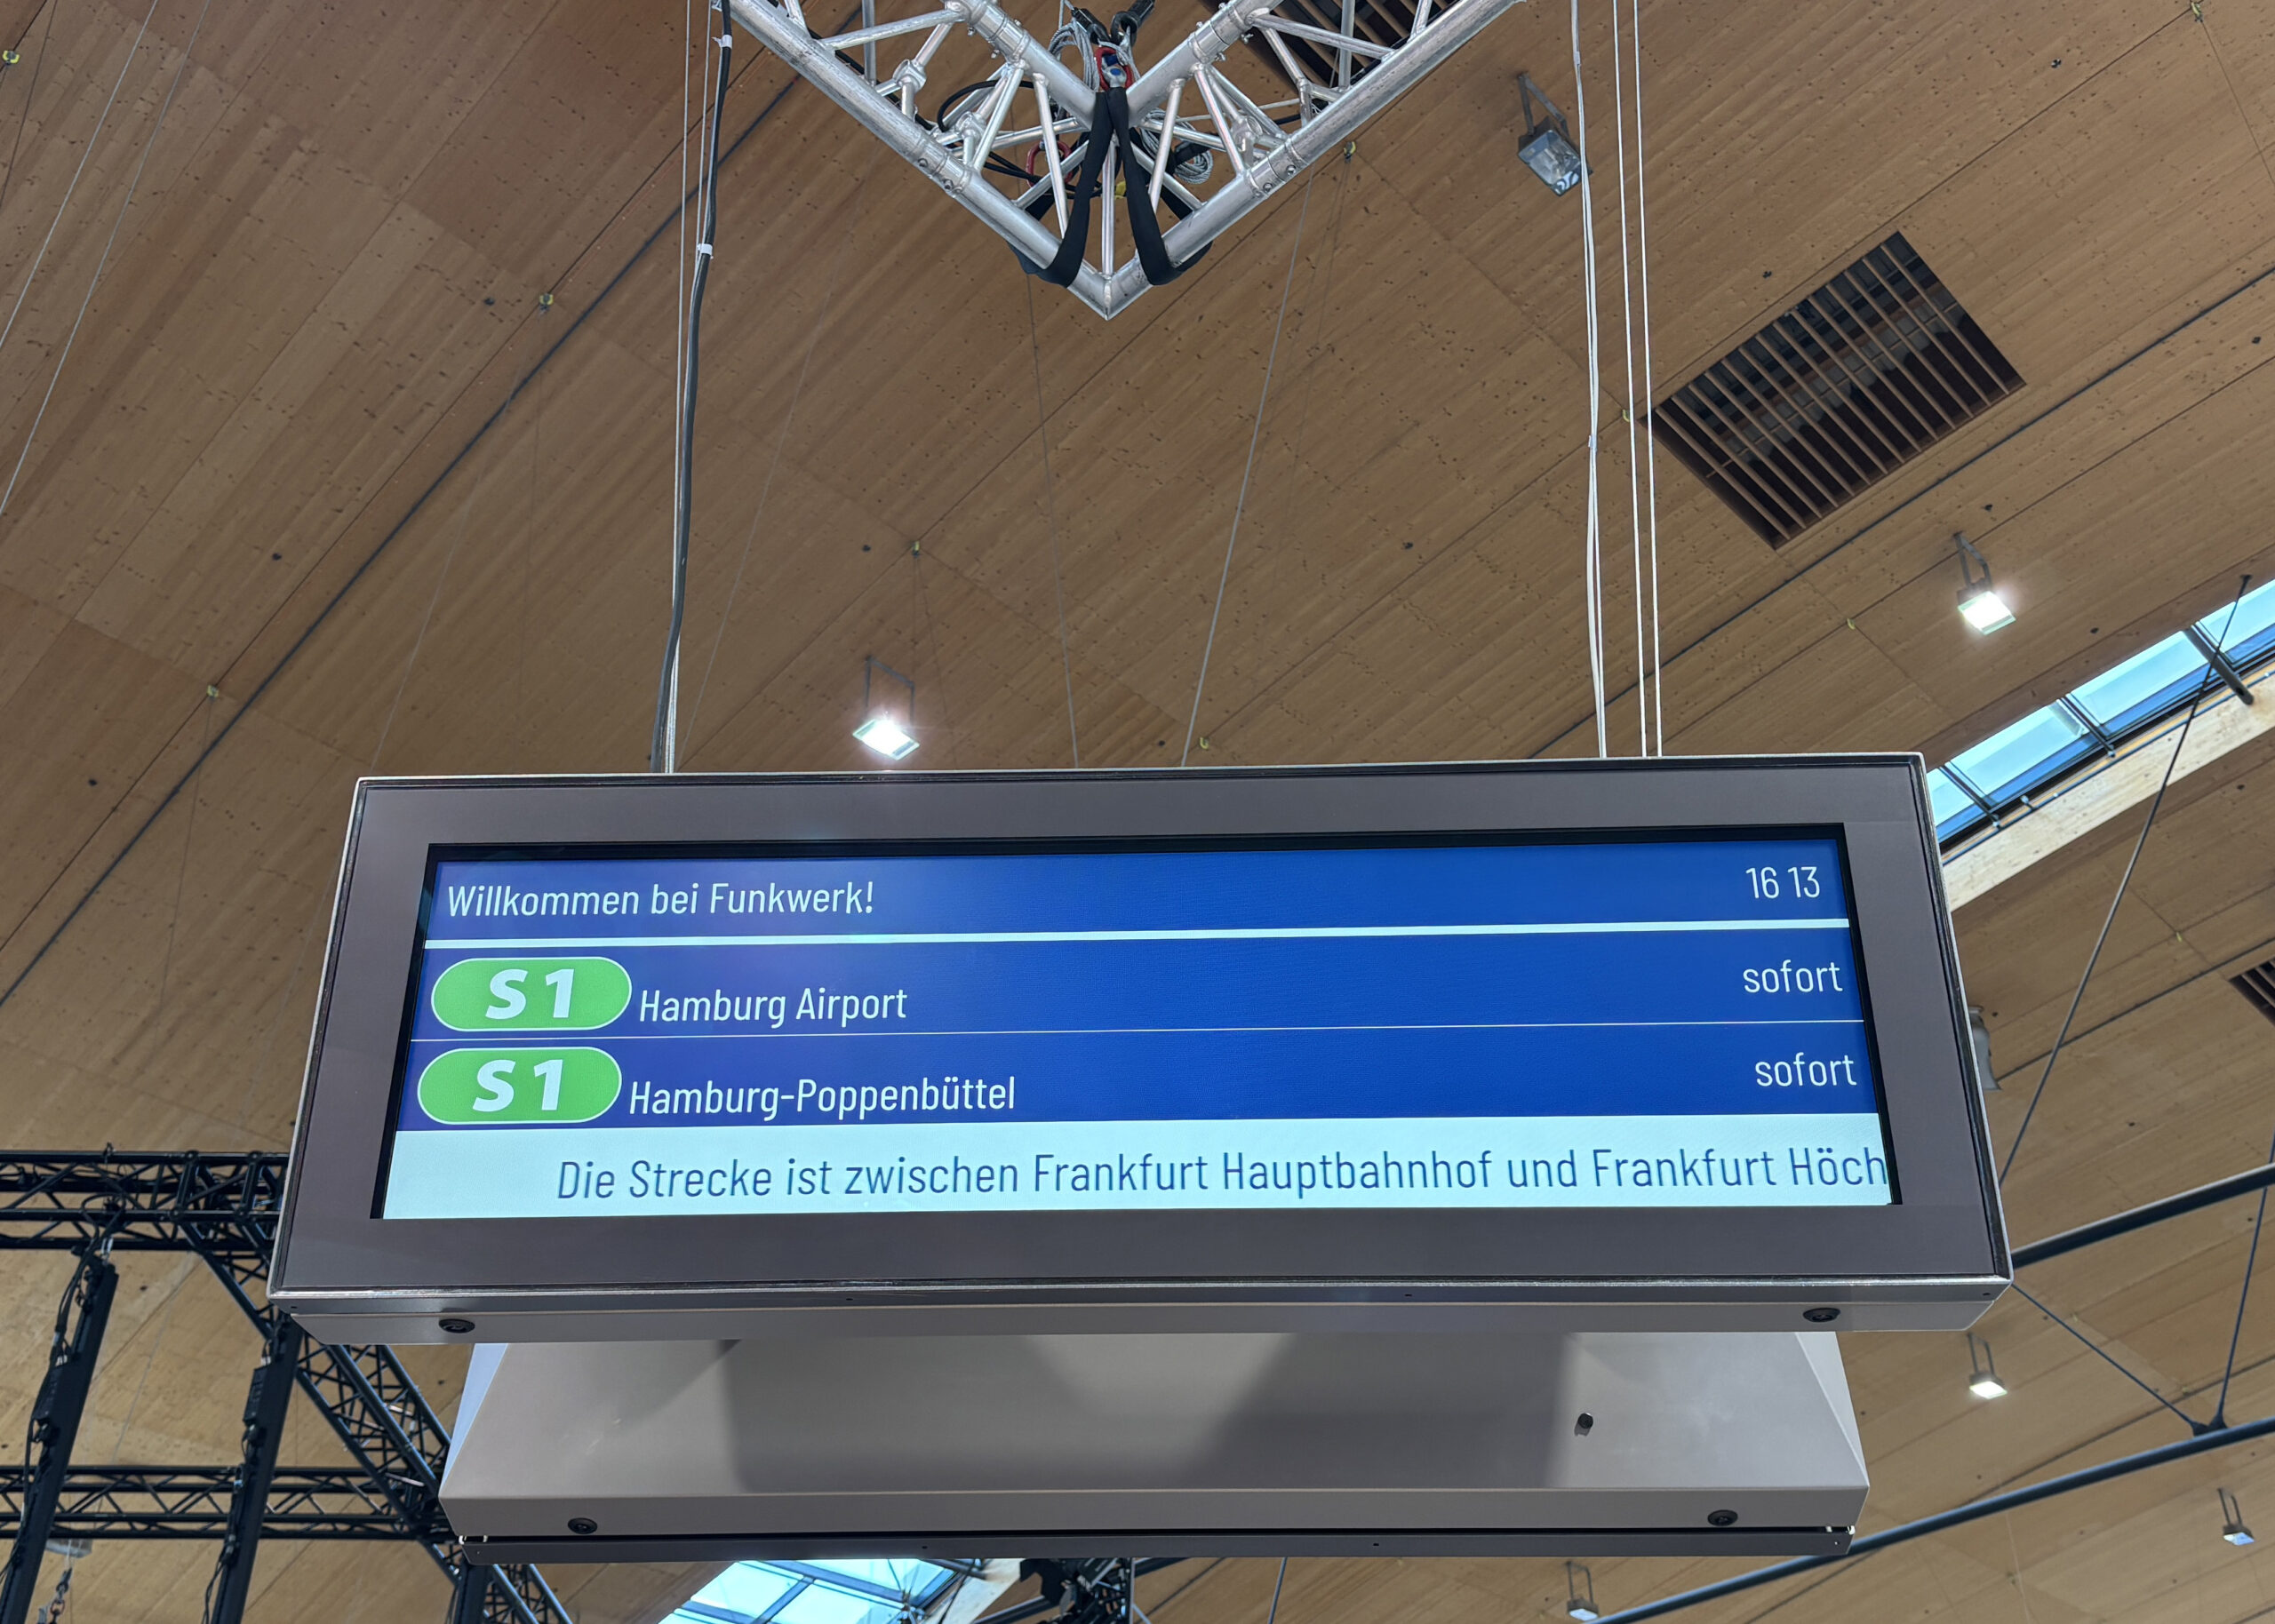 Willkommen bei Funkwerk! 16 13
S1 Hamburg Airport sofort
S1 Hamburg-Poppenbüttel sofort
Die Strecke ist zwischen Frankfurt Hauptbahnhof und Frankfurt Höch